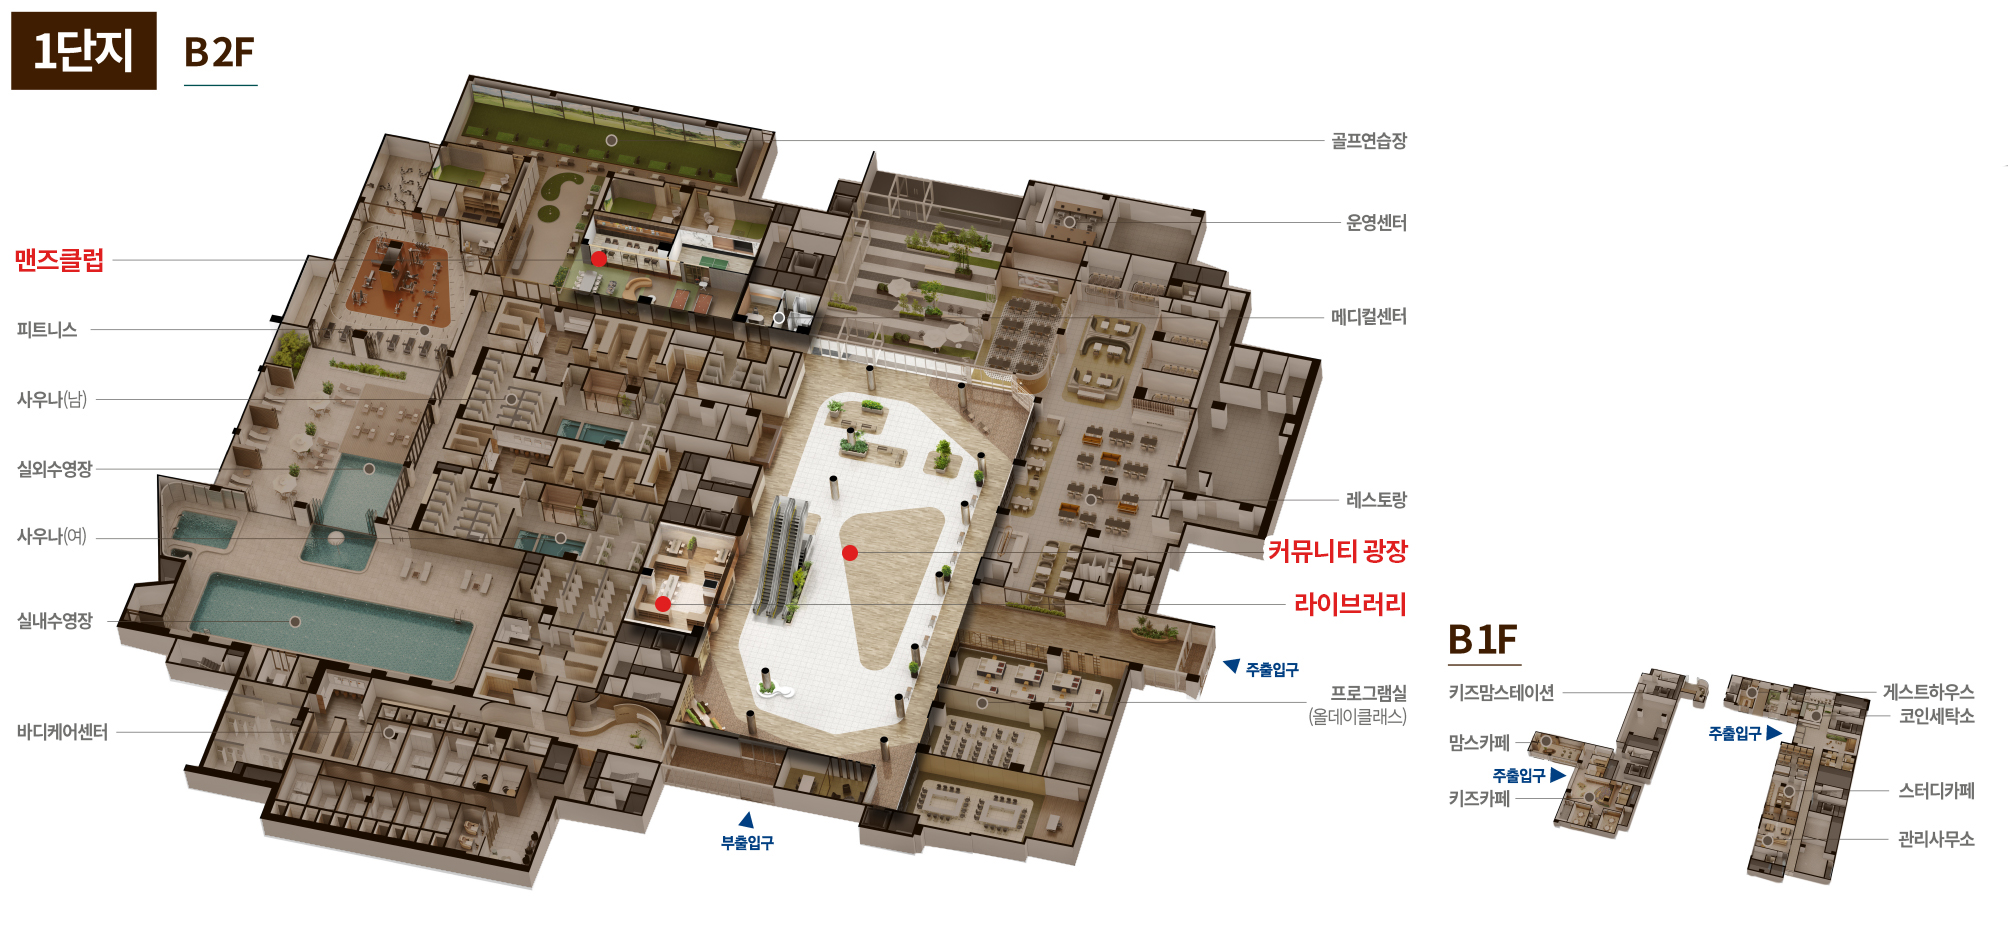 1단지
B2F
골프연습장
운영센터
맨즈클럽
메디컬센터
피트니스
사우나(남)
실외수영장
레스토랑
사우나(여)
커뮤니티 광장
라이브러리
실내수영장
주출입구
프로그램실
(올데이클래스)
바디케어센터
부출입구
B1F
키즈맘스테이션
게스트하우스
코인세탁소
주출입구
맘스카페
주출입구
키즈카페
스터디카페
관리사무소